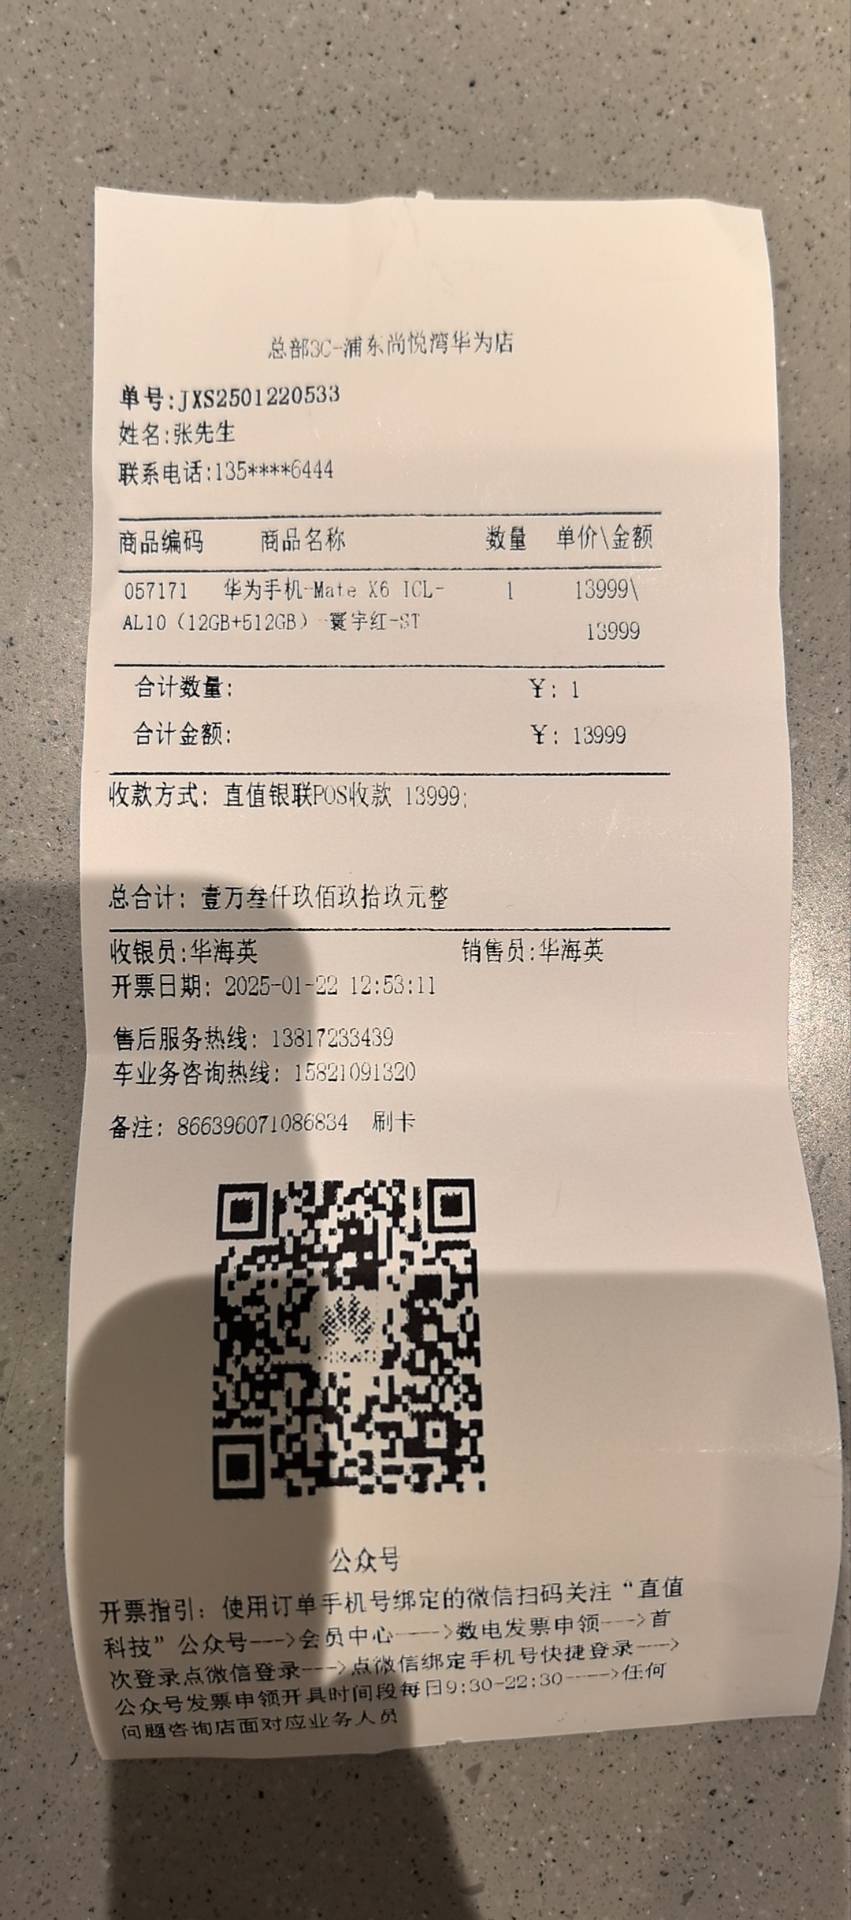 总部3C-浦东尚悦湾华为店
单号:JXS2501220533
姓名:张先生
联系电话:135****6444
商品编码 商品名称 数量 单价\金额
057171 华为手机-Mate X6 ICL- 1 13999\
AL10（12GB+512GB）-寰宇红-ST 13999
合计数量: ¥: 1
合计金额: ¥: 13999
收款方式: 直值银联POS收款 13999;
总合计: 壹万叁仟玖佰玖拾玖元整
收银员:华海英 销售员:华海英
开票日期: 2025-01-22 12:53:11
售后服务热线: 13817233439
车业务咨询热线: 15821091320
备注: 866396071086834 刷卡
公众号
开票指引: 使用订单手机号绑定的微信扫码关注“直值
科技”公众号--->会员中心---->数电发票申领--->首
次登录点微信登录--->点微信绑定手机号快捷登录--->
公众号发票申领开具时间段每日9:30-22:30---->任何
问题咨询店面对应业务人员